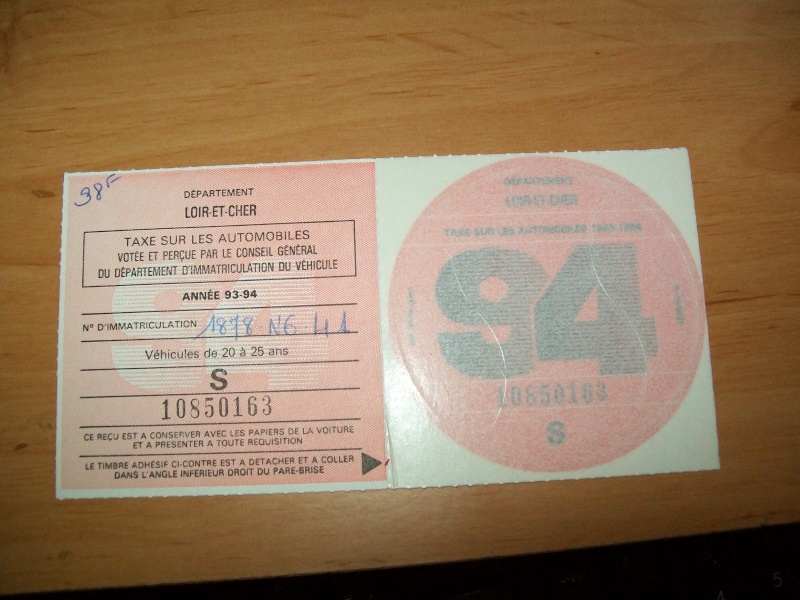 38F
DÉPARTEMENT
LOIR-ET-CHER
TAXE SUR LES AUTOMOBILES
VOTÉE ET PERÇUE PAR LE CONSEIL GÉNÉRAL
DU DÉPARTEMENT D'IMMATRICULATION DU VÉHICULE
ANNÉE 93-94
N° D'IMMATRICULATION 1878 NG 41
Véhicules de 20 à 25 ans
S
10850163
CE REÇU EST A CONSERVER AVEC LES PAPIERS DE LA VOITURE
ET A PRESENTER A TOUTE REQUISITION
LE TIMBRE ADHÉSIF CI-CONTRE EST A DETACHER ET A COLLER
DANS L'ANGLE INFERIEUR DROIT DU PARE-BRISE
DÉPARTEMENT
LOIR-ET-CHER
TAXE SUR LES AUTOMOBILES 1993-1994
94
10850163
S